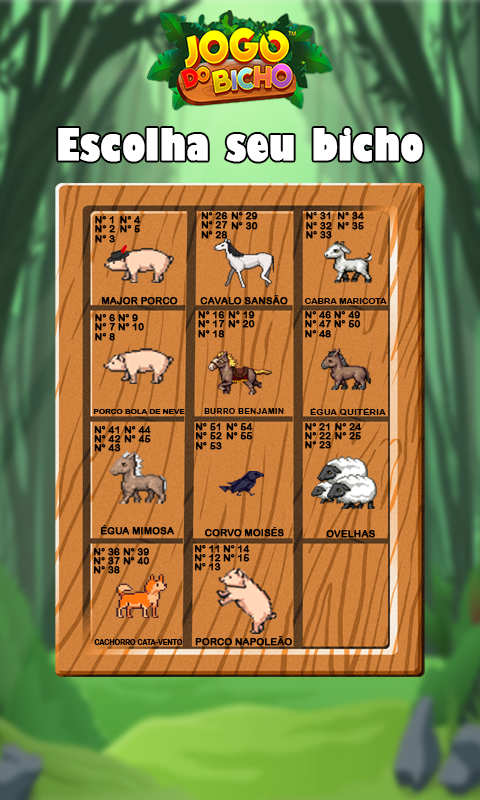 JOGO™
DO BICHO
Escolha seu bicho
Nº 1 Nº 4
Nº 2 Nº 5
Nº 3
MAJOR PORCO
Nº 26 Nº 29
Nº 27 Nº 30
Nº 28
CAVALO SANSÃO
Nº 31 Nº 34
Nº 32 Nº 35
Nº 33
CABRA MARICOTA
Nº 6 Nº 9
Nº 7 Nº 10
Nº 8
PORCO BOLA DE NEVE
Nº 16 Nº 19
Nº 17 Nº 20
Nº 18
BURRO BENJAMIN
Nº 46 Nº 49
Nº 47 Nº 50
Nº 48
ÉGUA QUITÉRIA
Nº 41 Nº 44
Nº 42 Nº 45
Nº 43
ÉGUA MIMOSA
Nº 51 Nº 54
Nº 52 Nº 55
Nº 53
CORVO MOISÉS
Nº 21 Nº 24
Nº 22 Nº 25
Nº 23
OVELHAS
Nº 36 Nº 39
Nº 37 Nº 40
Nº 38
CACHORRO CATA-VENTO
Nº 11 Nº 14
Nº 12 Nº 15
Nº 13
PORCO NAPOLEÃO